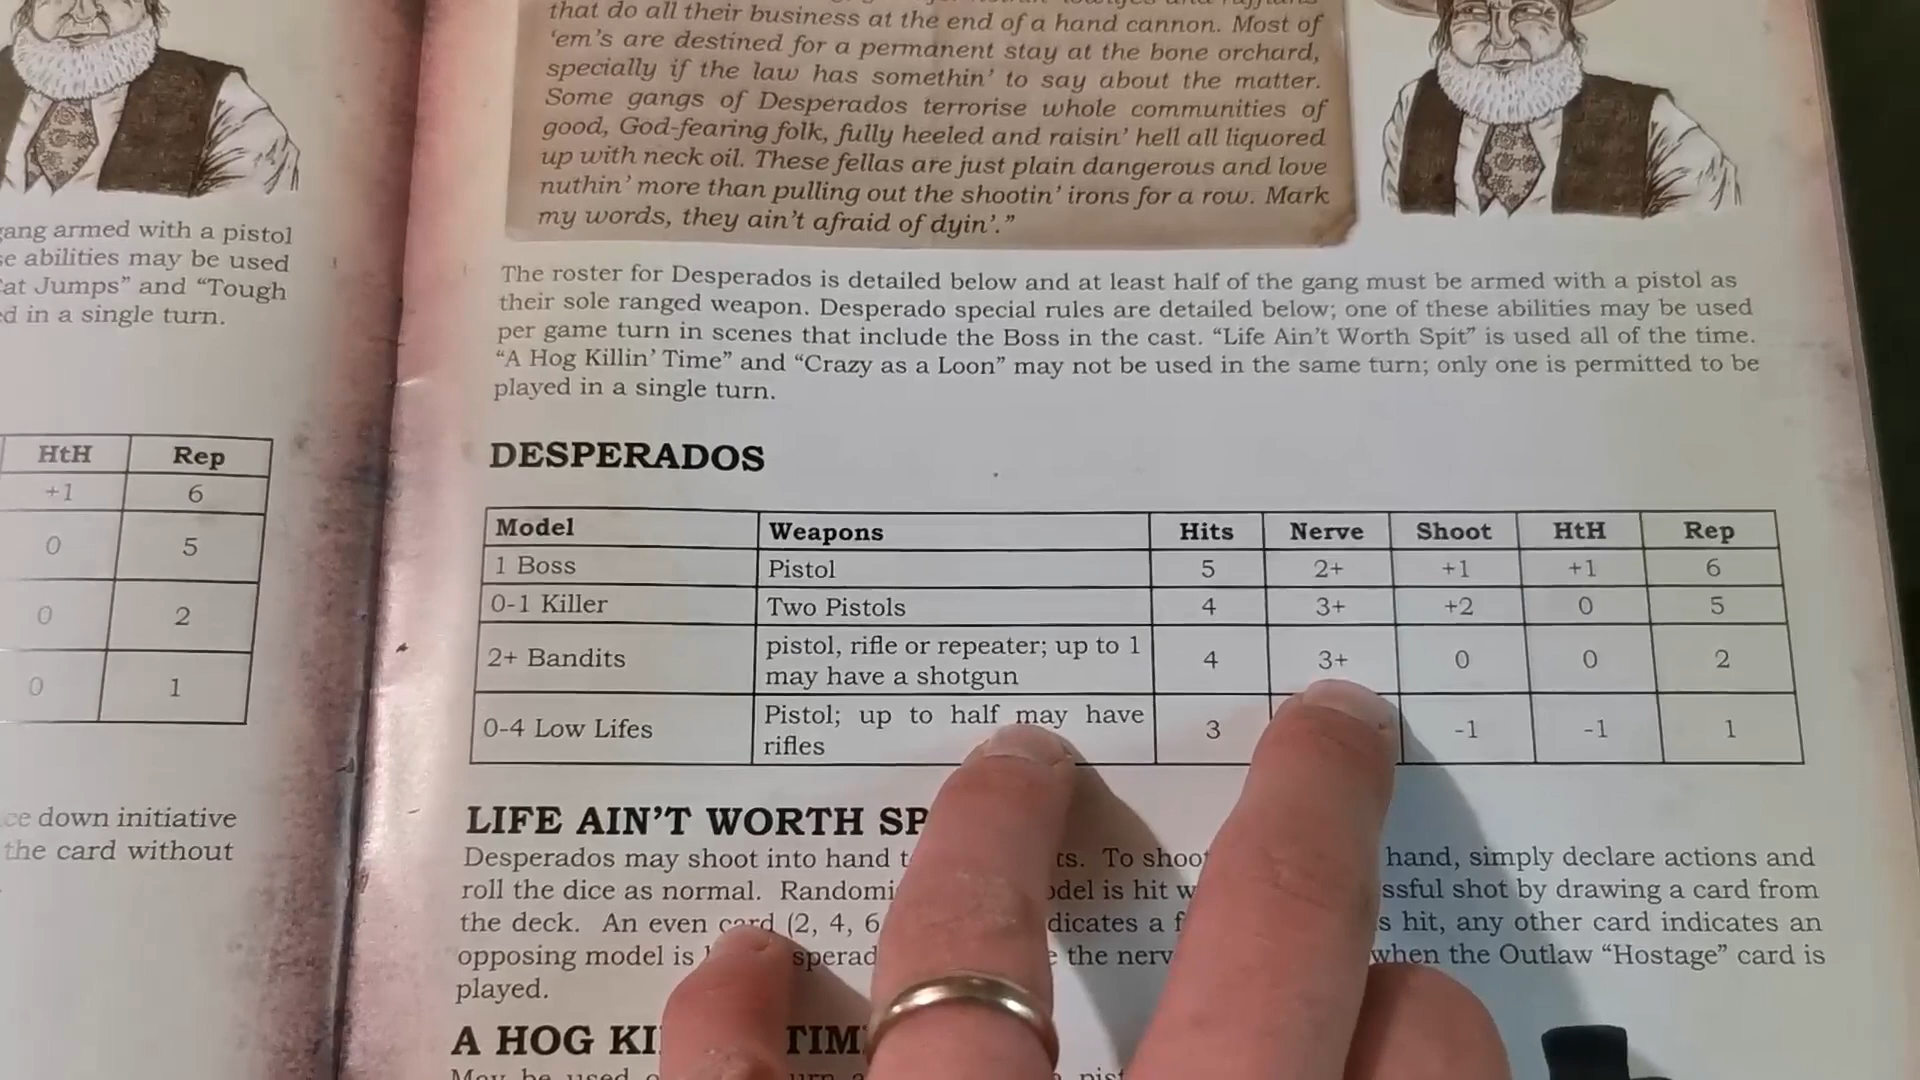 gang armed with a pistol
abilities may be used
Jumps" and "Tough
in a single turn.
HtH Rep
+1 6
0 5
0 2
0 1
down initiative
the card without
that do all their business at the end of a hand cannon. Most of
'em's are destined for a permanent stay at the bone orchard,
specially if the law has somethin' to say about the matter.
Some gangs of Desperados terrorise whole communities of
good, God-fearing folk, fully heeled and raisin' hell all liquored
up with neck oil. These fellas are just plain dangerous and love
nuthin' more than pulling out the shootin' irons for a row. Mark
my words, they ain't afraid of dyin'."
The roster for Desperados is detailed below and at least half of the gang must be armed with a pistol as
their sole ranged weapon. Desperado special rules are detailed below; one of these abilities may be used
per game turn in scenes that include the Boss in the cast. "Life Ain't Worth Spit" is used all of the time.
"A Hog Killin' Time" and "Crazy as a Loon" may not be used in the same turn; only one is permitted to be
played in a single turn.
DESPERADOS
Model Weapons Hits Nerve Shoot HtH Rep
1 Boss Pistol 5 2+ +1 +1 6
0-1 Killer Two Pistols 4 3+ +2 0 5
2+ Bandits pistol, rifle or repeater; up to 1
may have a shotgun 4 3+ 0 0 2
0-4 Low Lifes Pistol; up to half may have
rifles 3 -1 -1 1
LIFE AIN'T WORTH
Desperados may shoot into hand To hand, simply declare actions and
roll the dice as normal. is hit shot by drawing a card from
the deck. An even card (2, 4, 6 a hit, any other card indicates an
opposing model is the when the Outlaw "Hostage" card is
played.
A HOG
May be used